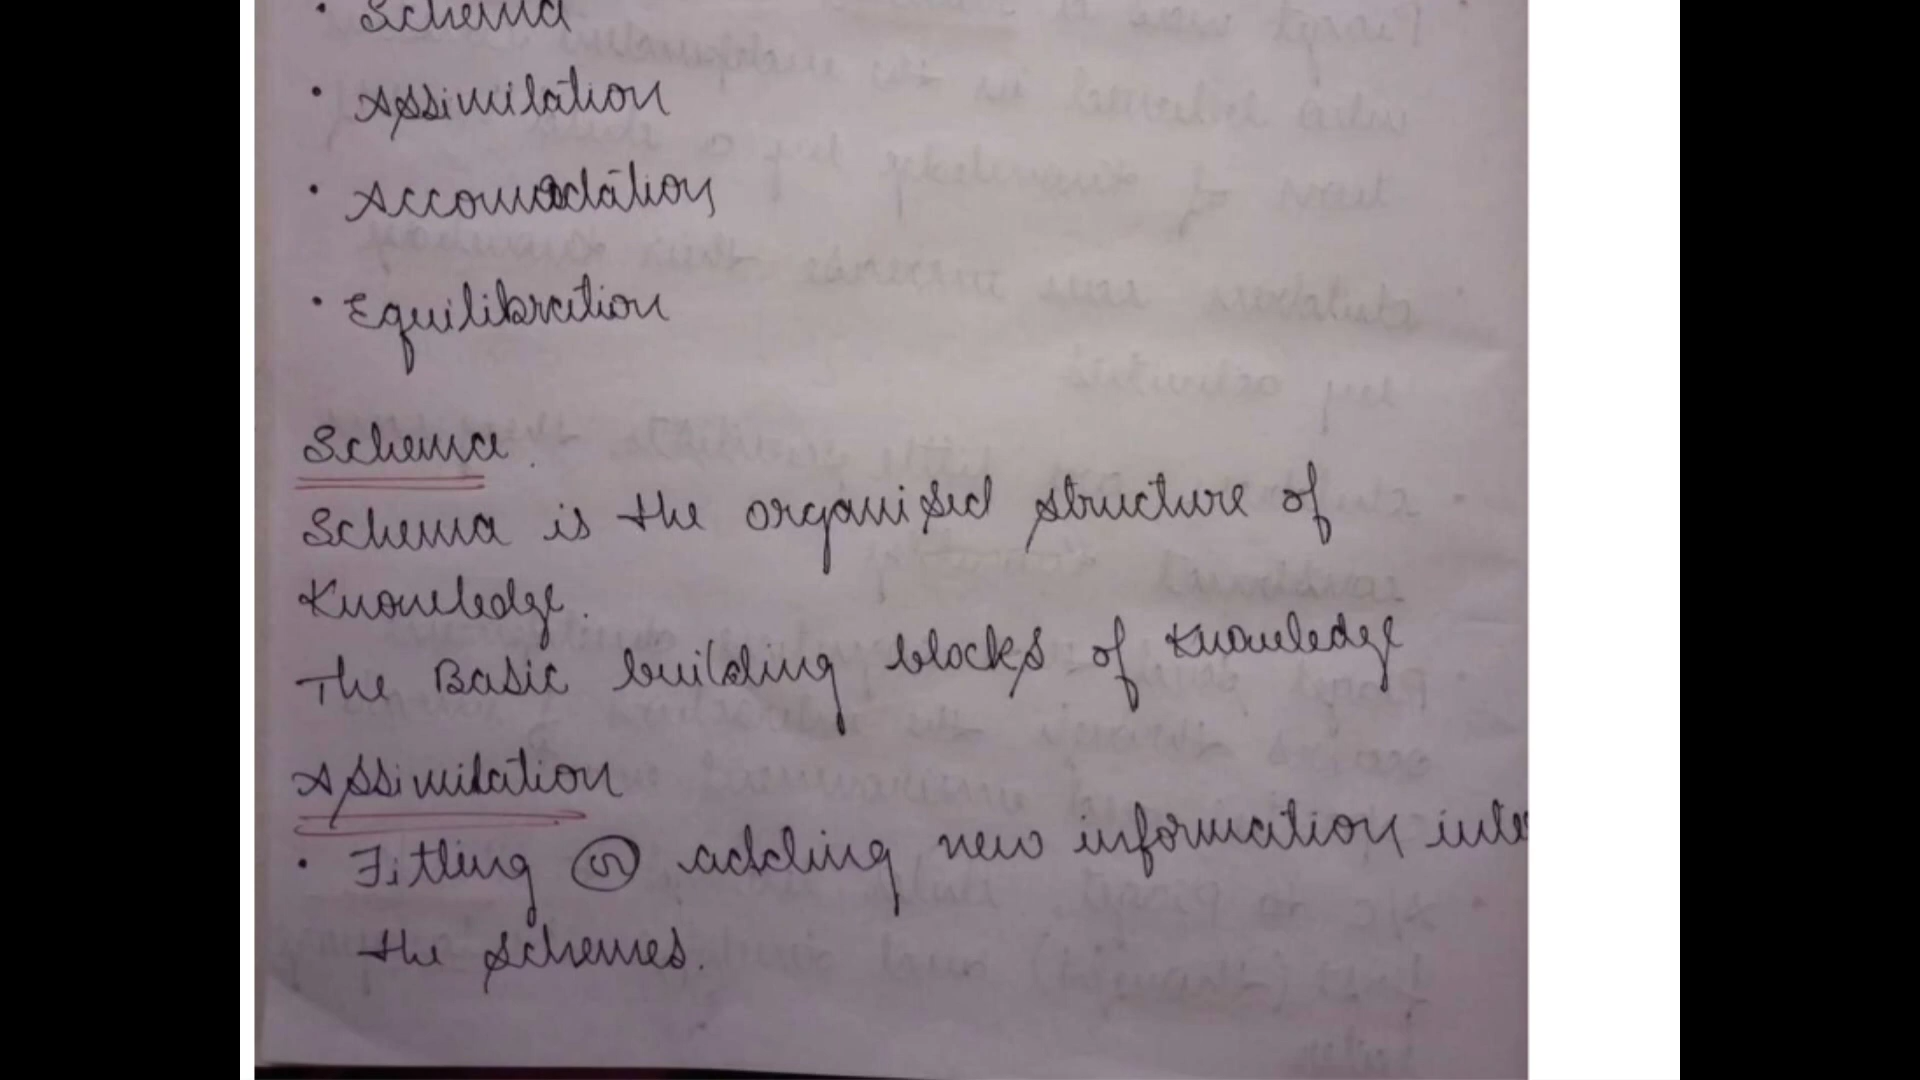 • Schema
• Assimilation
• Accomodation
• Equilibration
Schema.
Schema is the organised structure of
Knowledge.
The Basic building blocks of Knowledge
Assimilation
• Fitting or adding new information into
the schemes.